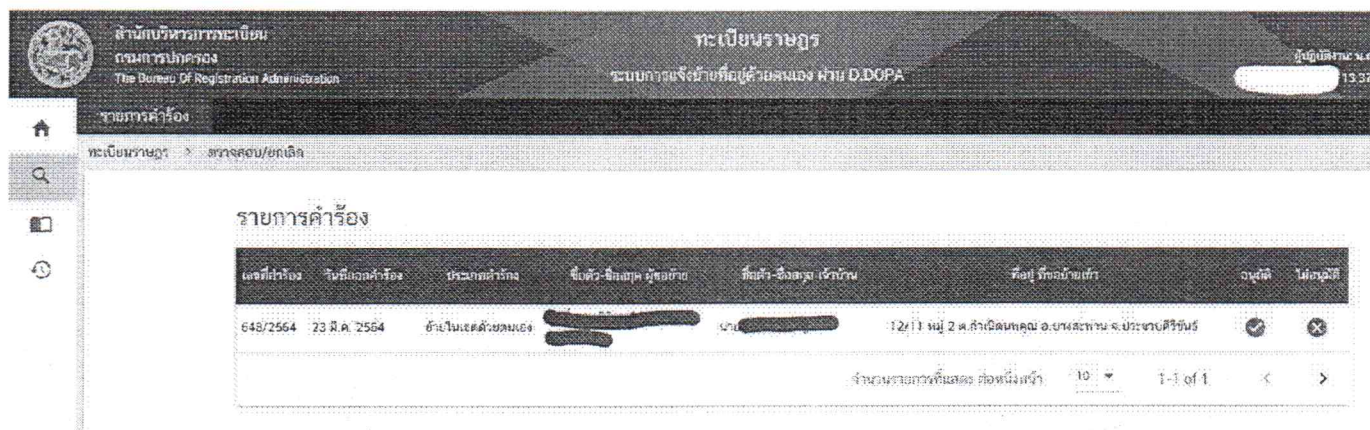 สำนักบริหารการทะเบียน
กรมการปกครอง
The Bureau Of Registration Administration
ทะเบียนราษฎร
ระบบการแจ้งย้ายที่อยู่ด้วยตนเอง ผ่าน D.DOPA
ผู้ปฏิบัติงาน: น.ส
รายการคำร้อง
ทะเบียนราษฎร > ตรวจสอบ/ยกเลิก
รายการคำร้อง
เลขที่คำร้อง วันที่ออกคำร้อง ประเภทคำร้อง ชื่อตัว-ชื่อสกุล ผู้ขอย้าย ชื่อตัว-ชื่อสกุล เจ้าบ้าน ที่อยู่ ที่ขอย้ายเข้า อนุมัติ ไม่อนุมัติ
648/2564 23 มี.ค. 2564 ย้ายในเขตด้วยตนเอง 12/11 หมู่ 2 ต.กำเนิดนพคุณ อ.บางสะพาน จ.ประจวบคีรีขันธ์
จำนวนรายการที่แสดง ต่อหนึ่งหน้า 10 1-1 of 1